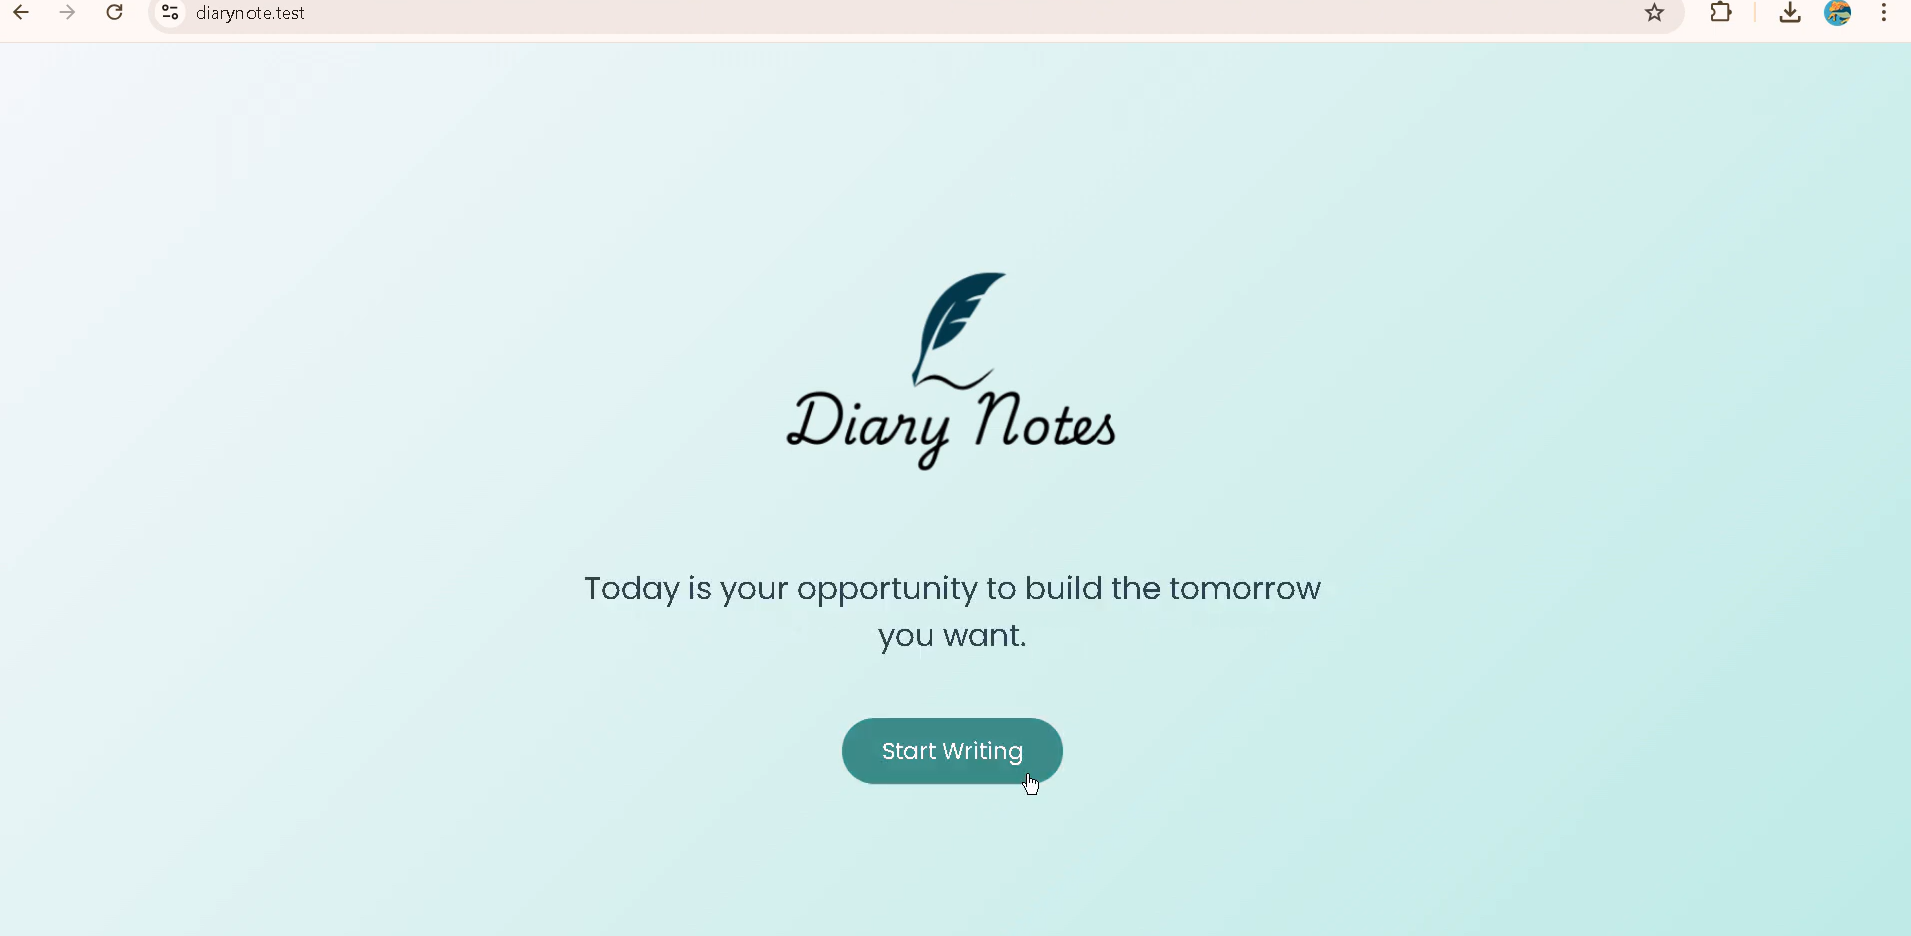 diarynote.test
Diary Notes
Today is your opportunity to build the tomorrow
you want.
Start Writing